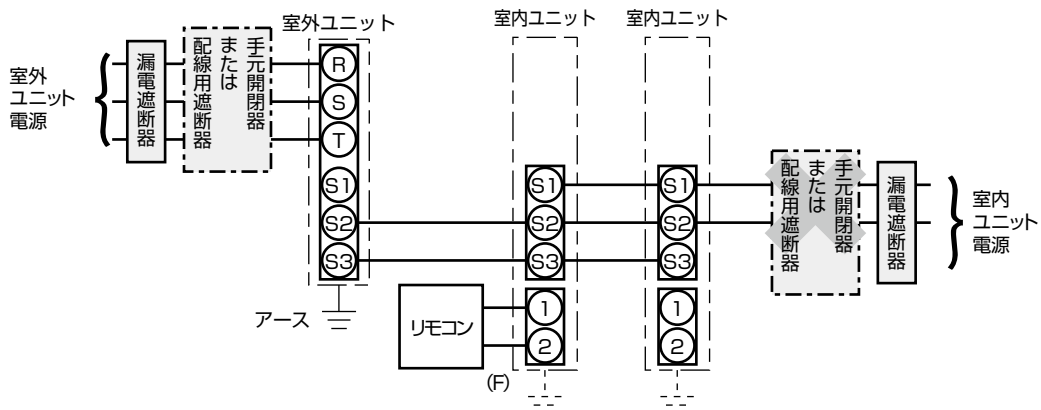 室外
ユニット
電源
漏電遮断器
手元開閉器
または
配線用遮断器
室外ユニット
R
S
T
S1
S2
S3
アース
リモコン
(F)
室内ユニット
S1
S2
S3
1
2
室内ユニット
S1
S2
S3
1
2
手元開閉器
または
配線用遮断器
漏電遮断器
室内
ユニット
電源